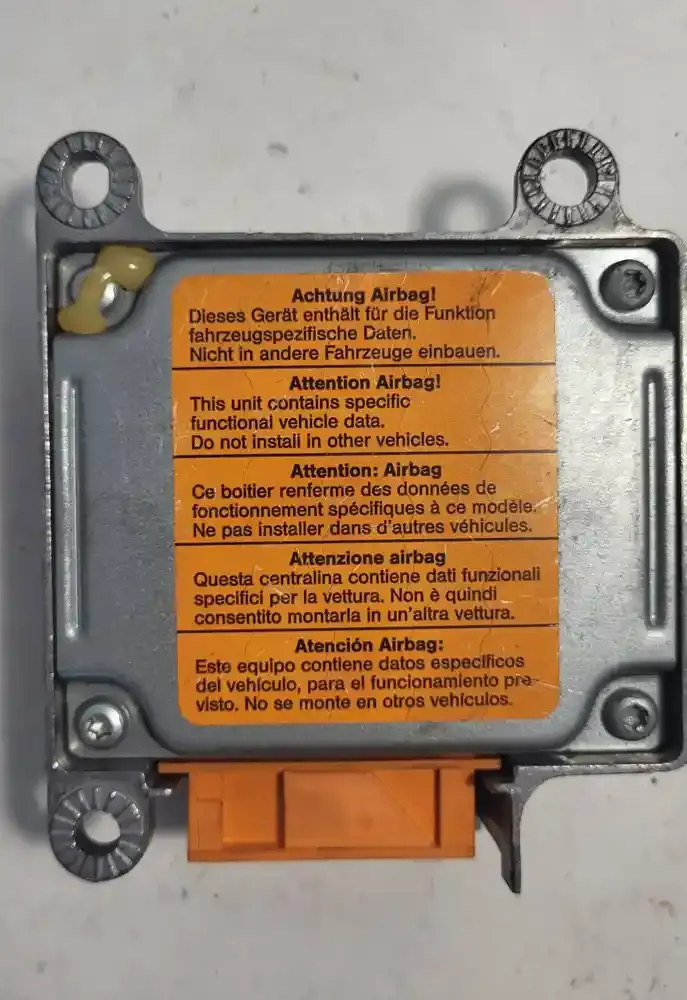 Achtung Airbag!
Dieses Gerät enthält für die Funktion
fahrzeugspezifische Daten.
Nicht in andere Fahrzeuge einbauen.
Attention Airbag!
This unit contains specific
functional vehicle data.
Do not install in other vehicles.
Attention: Airbag
Ce boitier renferme des données de
fonctionnement spécifiques à ce modèle.
Ne pas installer dans d'autres véhicules.
Attenzione airbag
Questa centralina contiene dati funzionali
specifici per la vettura. Non è quindi
consentito montarla in un'altra vettura.
Atención Airbag:
Este equipo contiene datos especificos
del vehículo, para el funcionamiento pre-
visto. No se monte en otros vehículos.